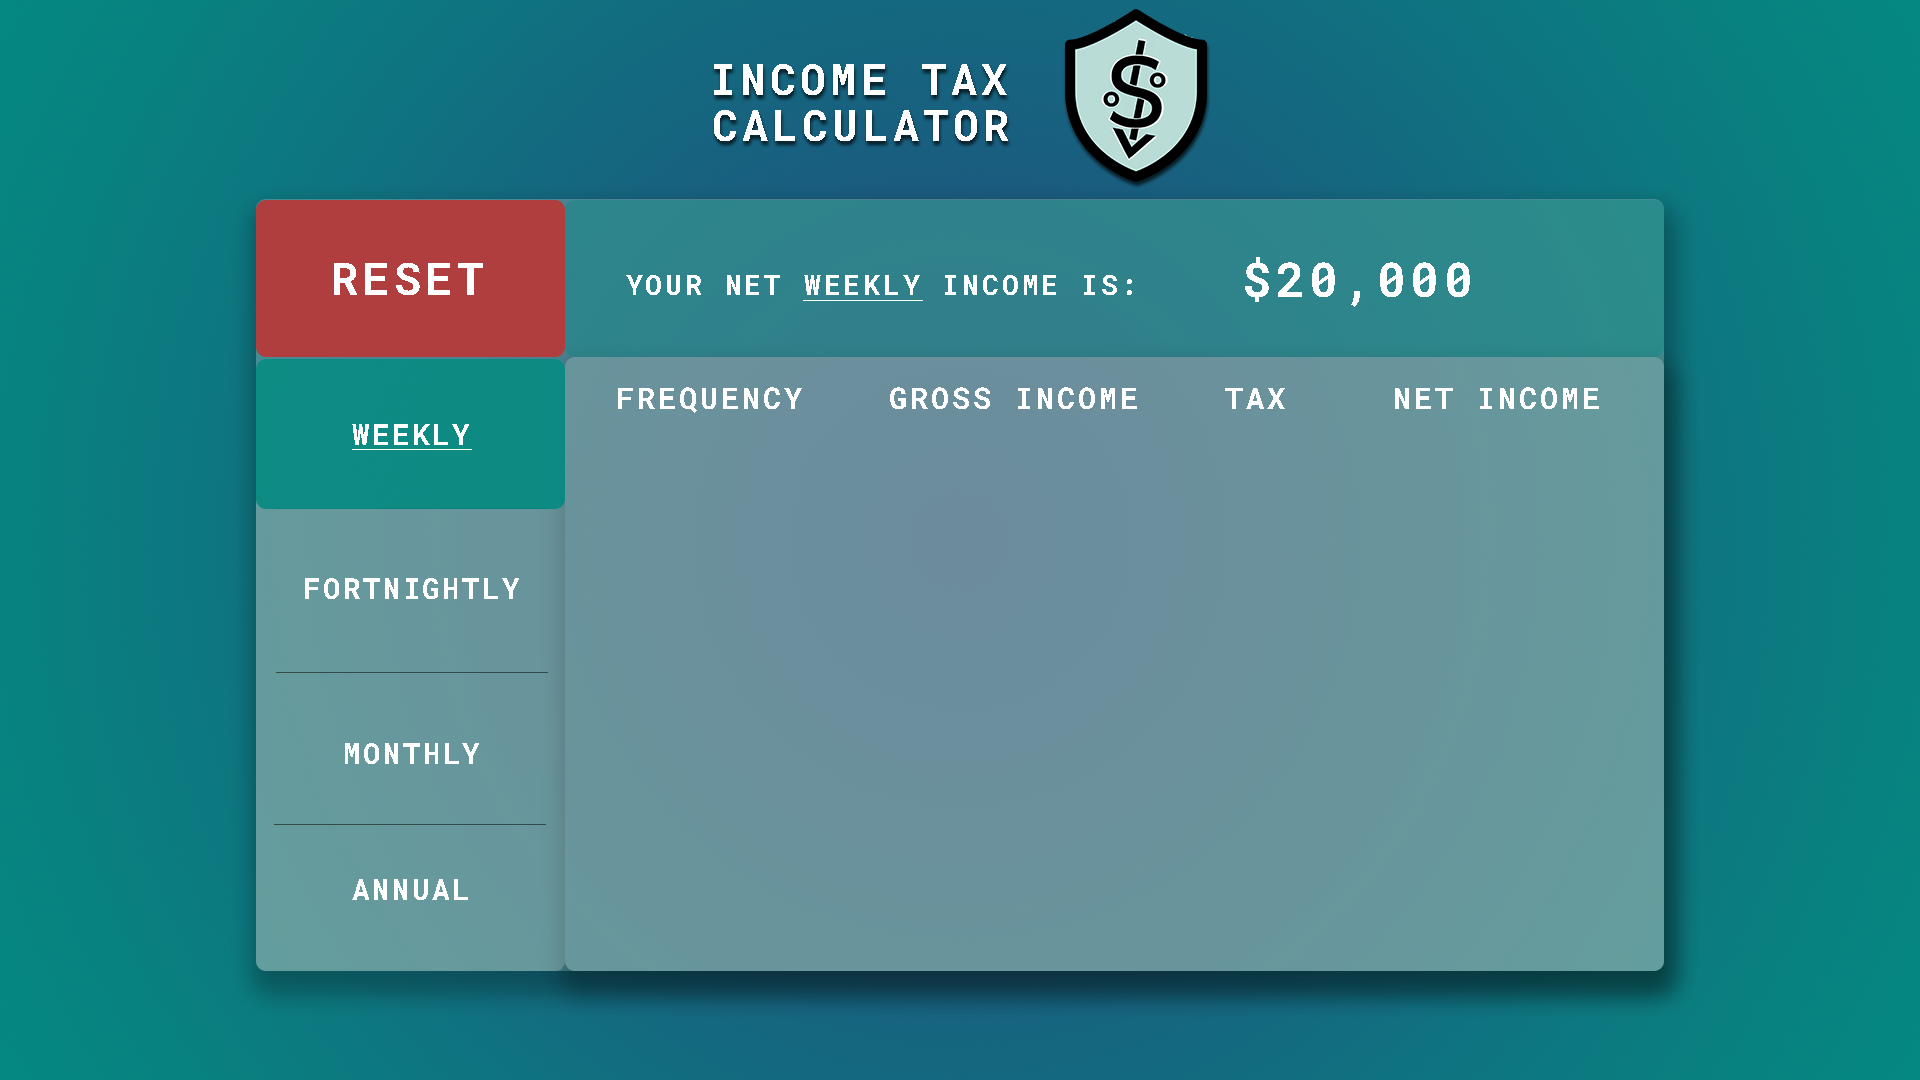 INCOME TAX
CALCULATOR
RESET
YOUR NET WEEKLY INCOME IS: $20,000
WEEKLY
FREQUENCY GROSS INCOME TAX NET INCOME
FORTNIGHTLY
MONTHLY
ANNUAL